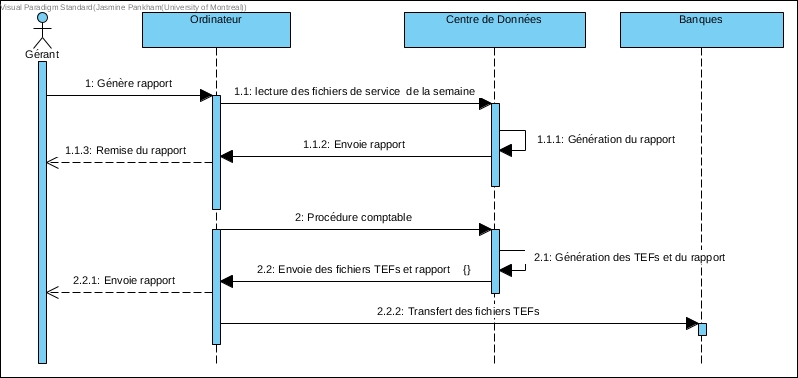 Visual Paradigm Standard(Jasmine Pankham(University of Montreal))
Gérant
Ordinateur
Centre de Données
Banques
1: Génère rapport
1.1: lecture des fichiers de service de la semaine
1.1.1: Génération du rapport
1.1.2: Envoie rapport
1.1.3: Remise du rapport
2: Procédure comptable
2.1: Génération des TEFs et du rapport
2.2: Envoie des fichiers TEFs et rapport {}
2.2.1: Envoie rapport
2.2.2: Transfert des fichiers TEFs